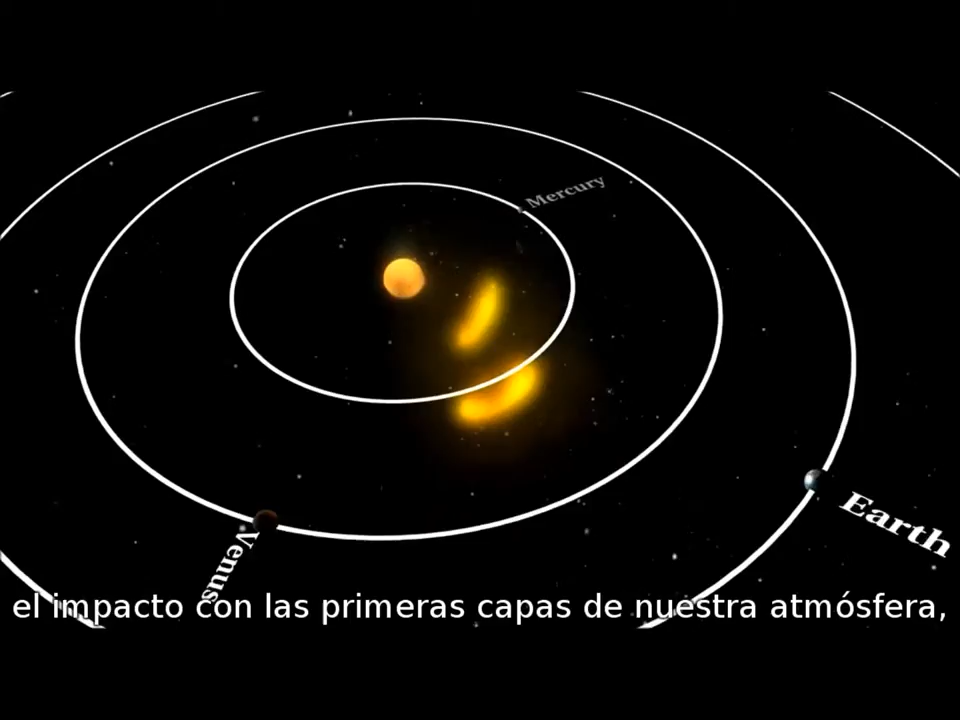 Mercury
Earth
Venus
el impacto con las primeras capas de nuestra atmósfera,